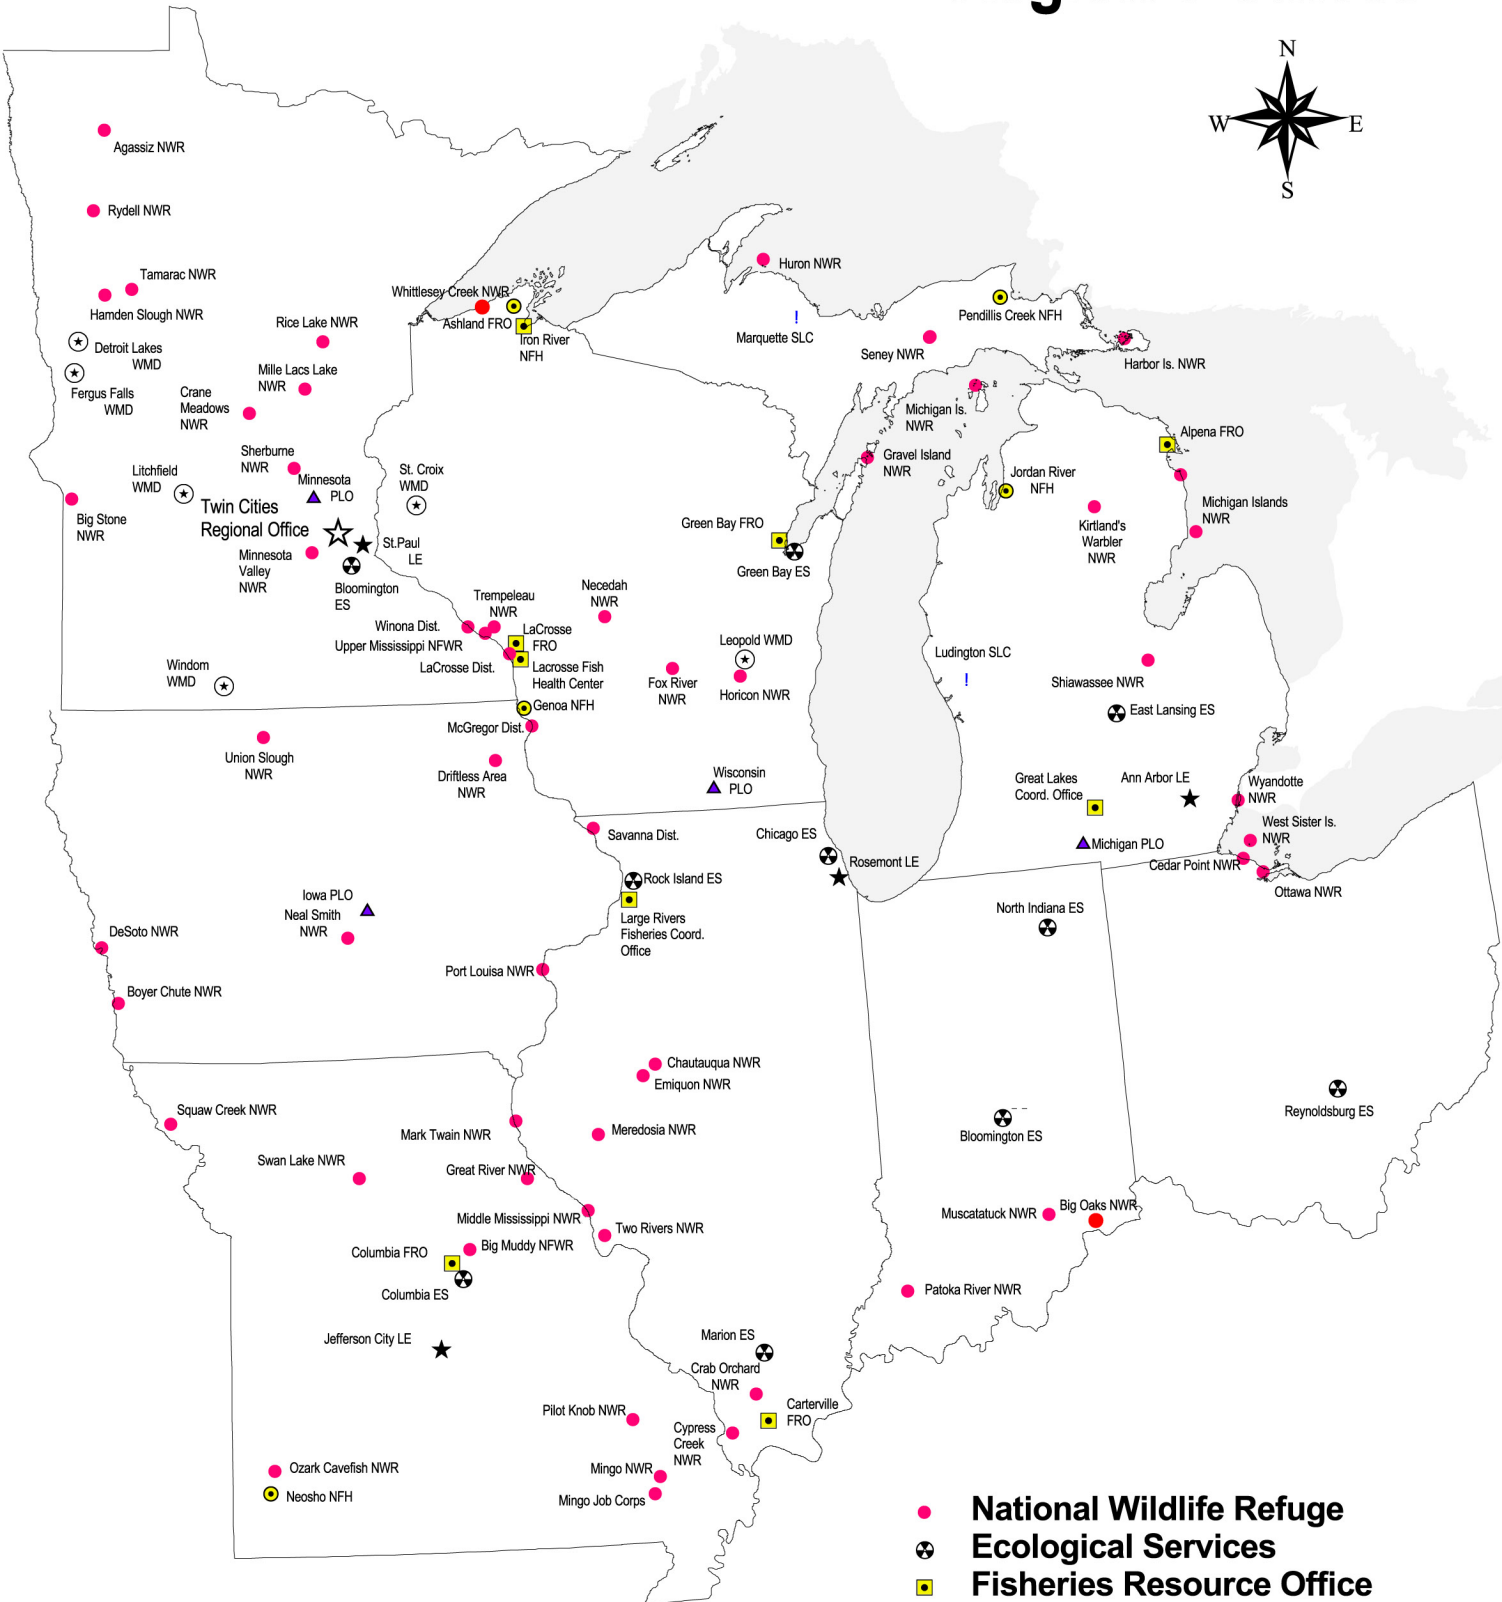 N
W
E
S
Agassiz NWR
Rydell NWR
Tamarac NWR
Hamden Slough NWR
Detroit Lakes
WMD
Fergus Falls
WMD
Rice Lake NWR
Mille Lacs Lake
NWR
Crane
Meadows
NWR
Sherburne
NWR
Litchfield
WMD
Minnesota
PLO
Twin Cities
Regional Office
Big Stone
NWR
St. Croix
WMD
St.Paul
LE
Minnesota
Valley
NWR
Bloomington
ES
Windom
WMD
Whittlesey Creek NWR
Ashland FRO
Iron River
NFH
Huron NWR
Marquette SLC
!
Pendillis Creek NFH
Seney NWR
Harbor Is. NWR
Michigan Is.
NWR
Gravel Island
NWR
Alpena FRO
Jordan River
NFH
Michigan Islands
NWR
Kirtland's
Warbler
NWR
Green Bay FRO
Green Bay ES
Necedah
NWR
Trempeleau
NWR
Winona Dist.
Upper Mississippi NFWR
LaCrosse
FRO
LaCrosse Dist.
Lacrosse Fish
Health Center
Leopold WMD
Fox River
NWR
Horicon NWR
Ludington SLC
!
Shiawassee NWR
East Lansing ES
Genoa NFH
McGregor Dist.
Union Slough
NWR
Driftless Area
NWR
Wisconsin
PLO
Great Lakes
Coord. Office
Ann Arbor LE
Wyandotte
NWR
West Sister Is.
NWR
Michigan PLO
Cedar Point NWR
Ottawa NWR
Savanna Dist.
Chicago ES
Rosemont LE
Rock Island ES
Large Rivers
Fisheries Coord.
Office
Iowa PLO
Neal Smith
NWR
DeSoto NWR
Boyer Chute NWR
Port Louisa NWR
North Indiana ES
Chautauqua NWR
Emiquon NWR
Squaw Creek NWR
Mark Twain NWR
Meredosia NWR
Reynoldsburg ES
Bloomington ES
Swan Lake NWR
Great River NWR
Middle Mississippi NWR
Two Rivers NWR
Muscatatuck NWR
Big Oaks NWR
Columbia FRO
Big Muddy NFWR
Columbia ES
Patoka River NWR
Jefferson City LE
Marion ES
Crab Orchard
NWR
Carterville
FRO
Pilot Knob NWR
Cypress
Creek
NWR
Ozark Cavefish NWR
Neosho NFH
Mingo NWR
Mingo Job Corps
National Wildlife Refuge
Ecological Services
Fisheries Resource Office